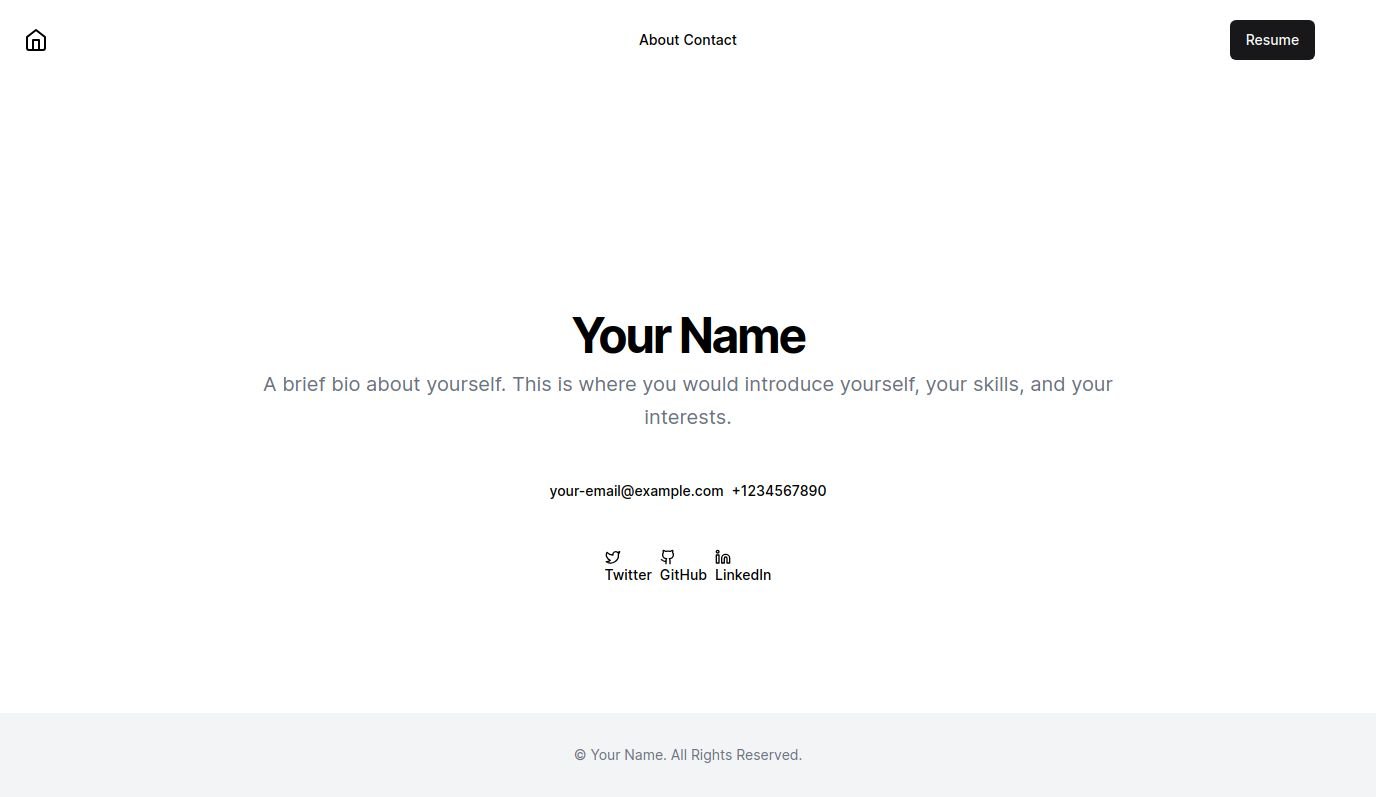 About Contact
Resume
Your Name
A brief bio about yourself. This is where you would introduce yourself, your skills, and your
interests.
your-email@example.com +1234567890
Twitter GitHub LinkedIn
© Your Name. All Rights Reserved.